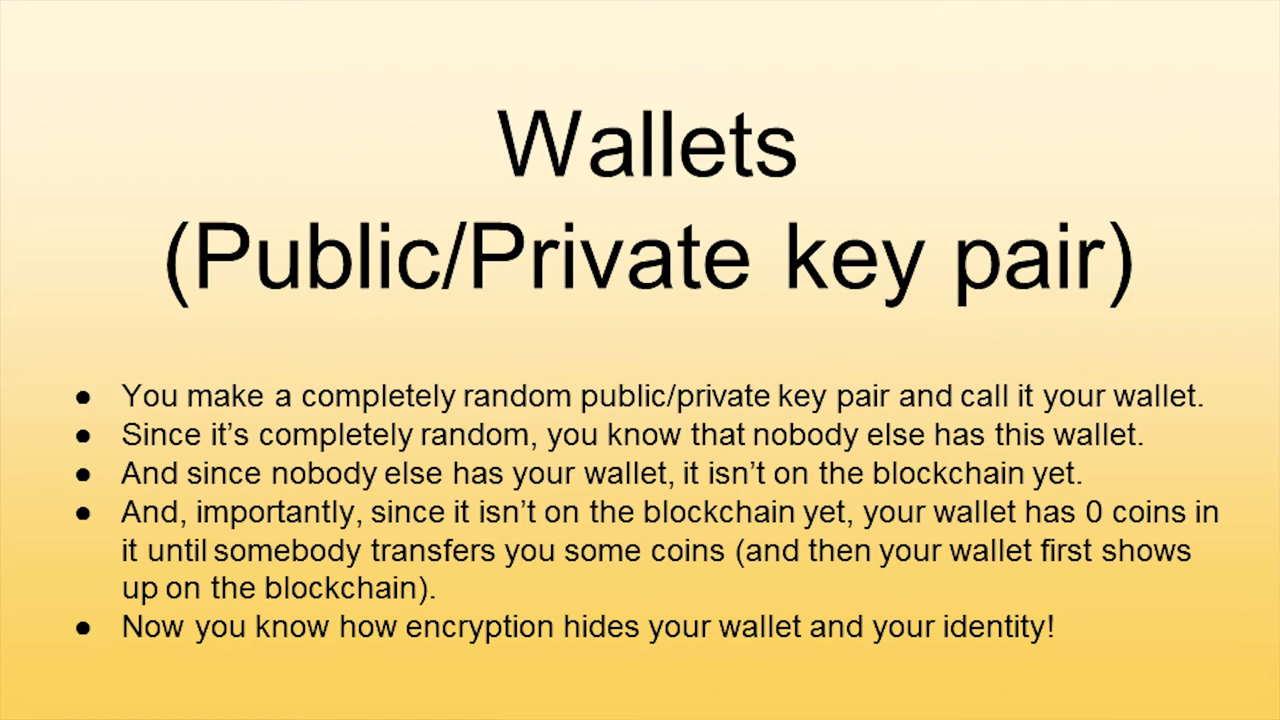 Wallets
(Public/Private key pair)
● You make a completely random public/private key pair and call it your wallet.
● Since it’s completely random, you know that nobody else has this wallet.
● And since nobody else has your wallet, it isn’t on the blockchain yet.
● And, importantly, since it isn’t on the blockchain yet, your wallet has 0 coins in
it until somebody transfers you some coins (and then your wallet first shows
up on the blockchain).
● Now you know how encryption hides your wallet and your identity!